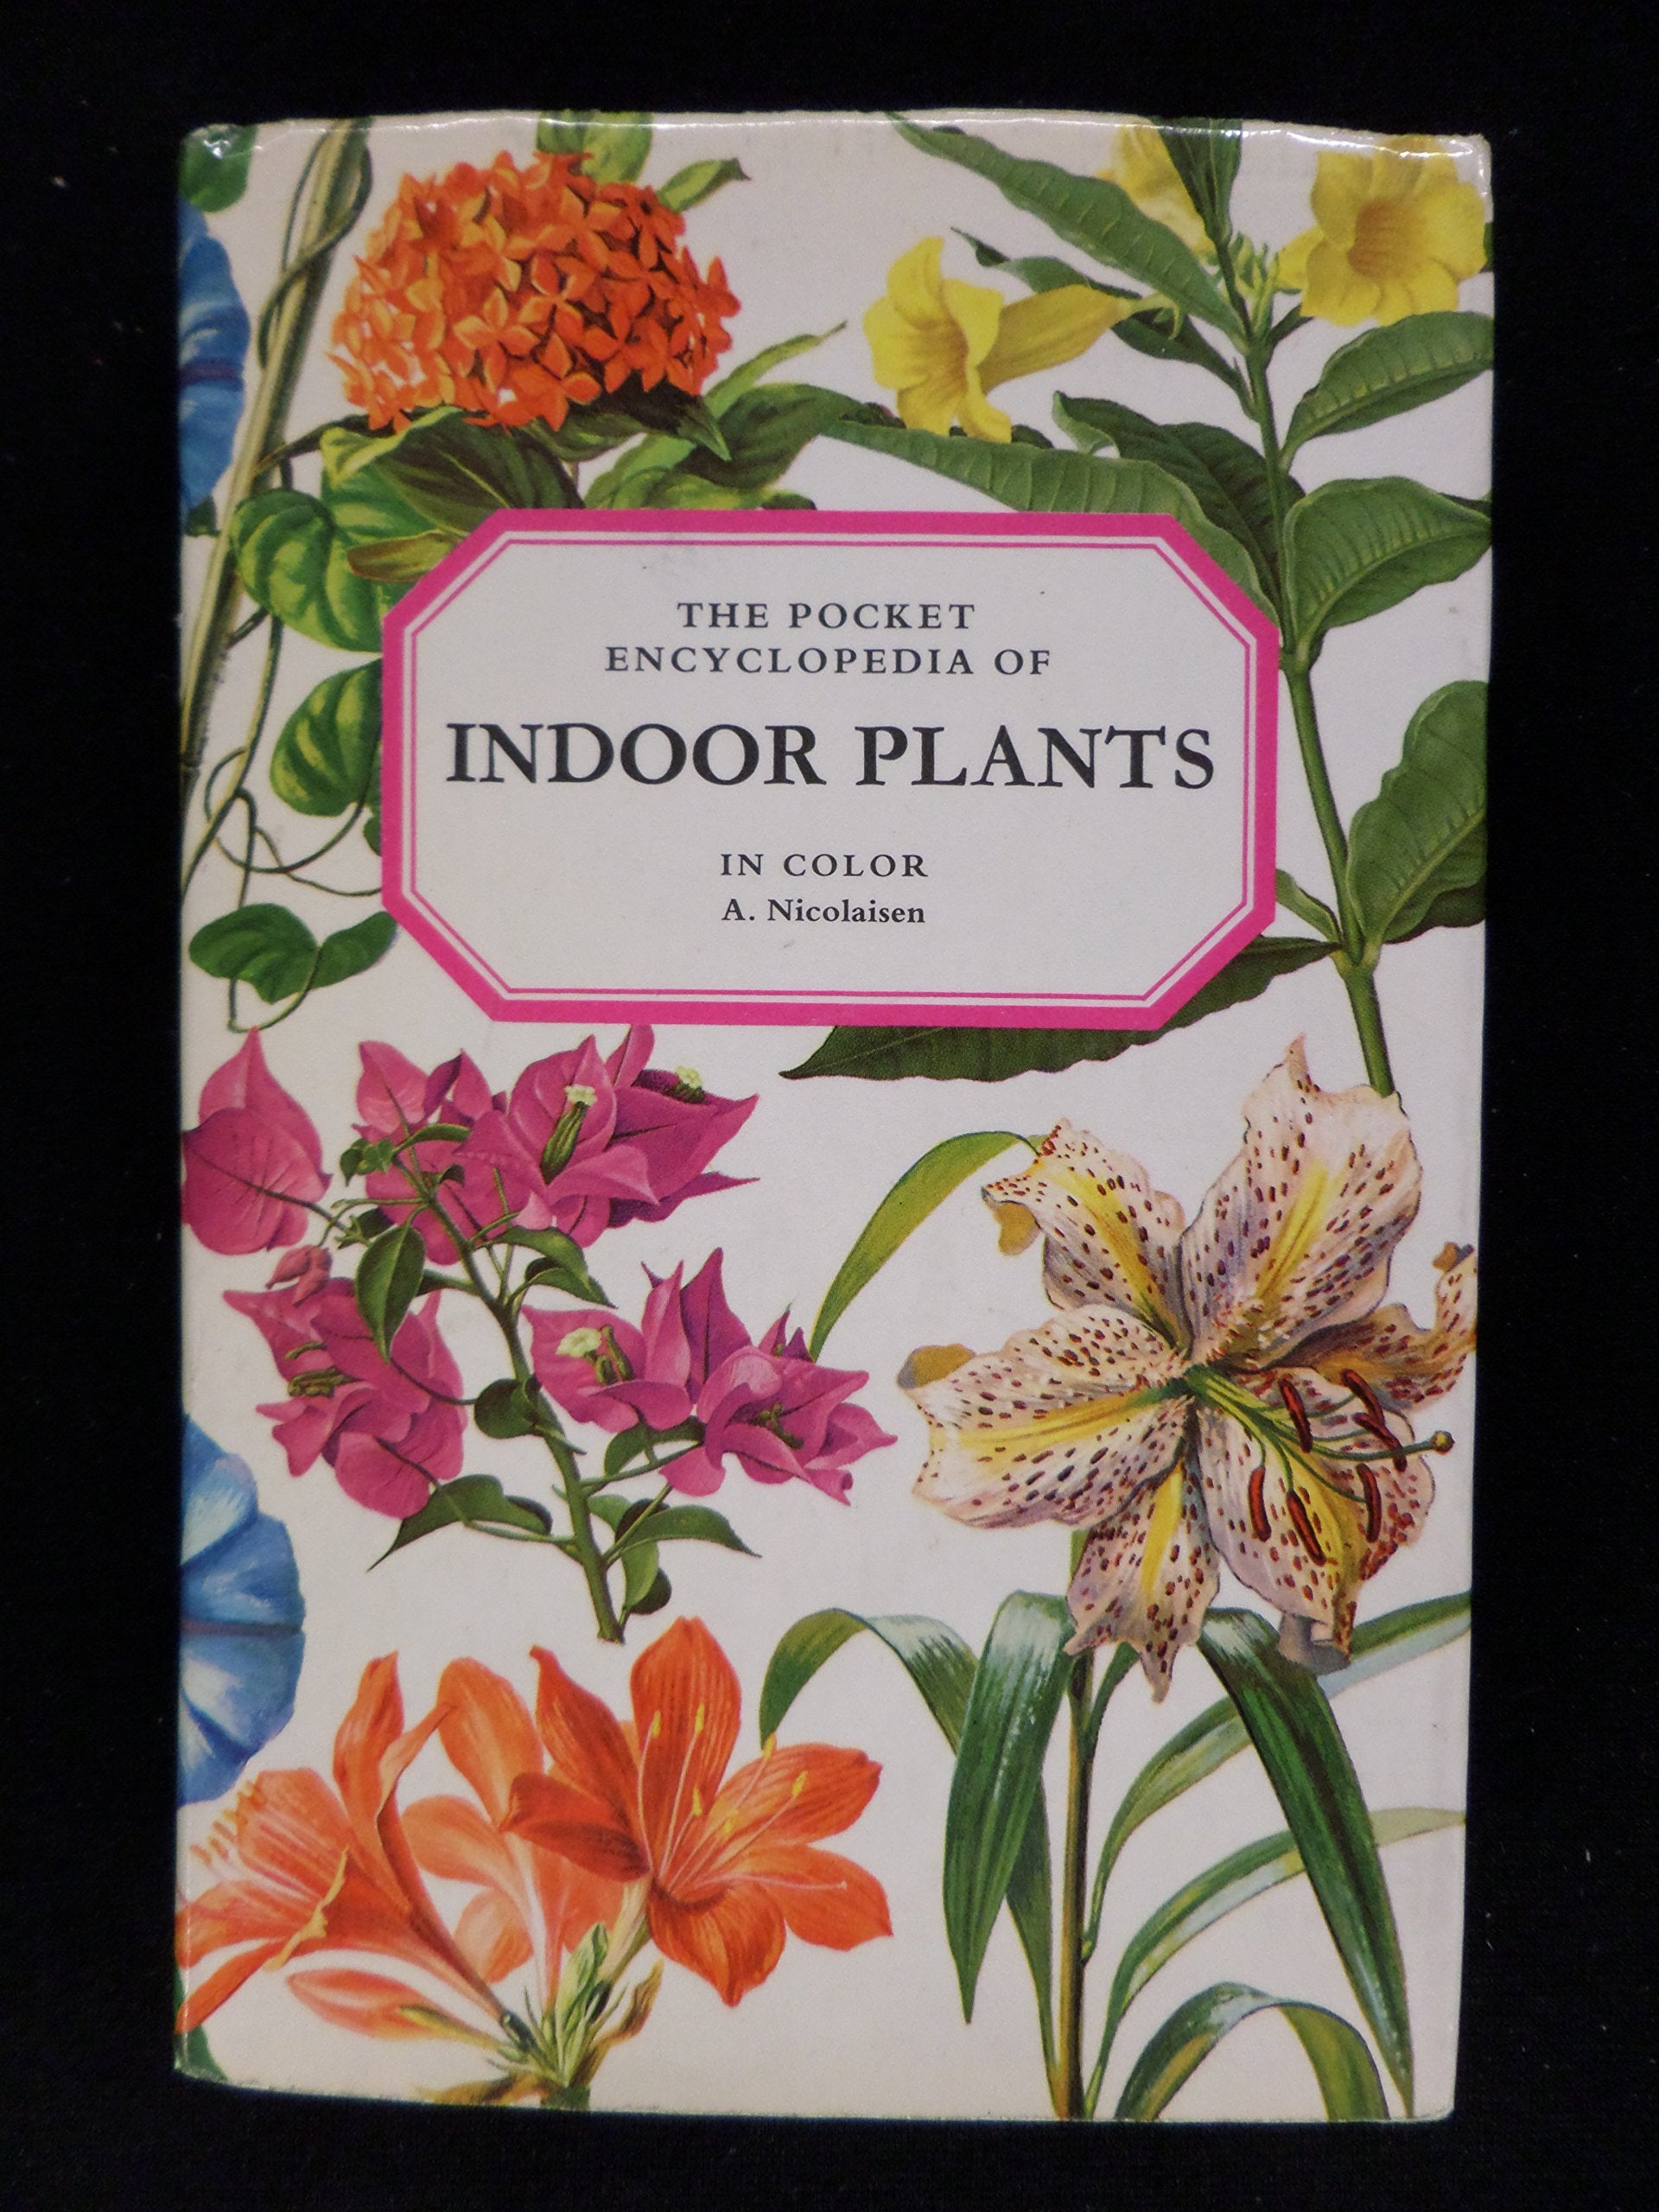 THE POCKET
ENCYCLOPEDIA OF
INDOOR PLANTS
IN COLOR
A. Nicolaisen